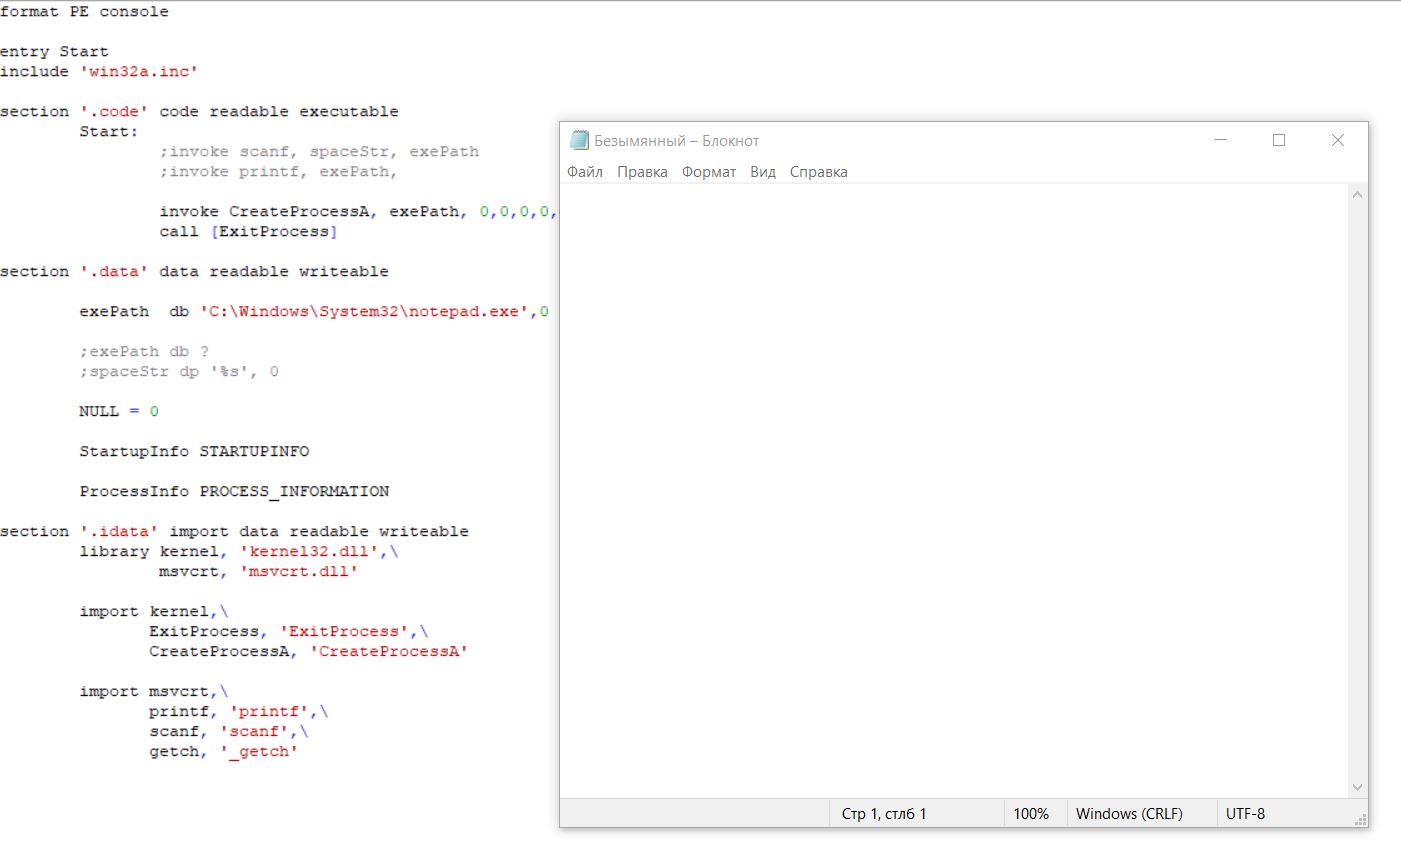 format PE console
entry Start
include 'win32a.inc'
section '.code' code readable executable
Start:
;invoke scanf, spaceStr, exePath
;invoke printf, exePath,
invoke CreateProcessA, exePath, 0,0,0,0,
call [ExitProcess]
section '.data' data readable writeable
exePath db 'C:\Windows\System32\notepad.exe',0
;exePath db ?
;spaceStr dp '%s', 0
NULL = 0
StartupInfo STARTUPINFO
ProcessInfo PROCESS_INFORMATION
section '.idata' import data readable writeable
library kernel, 'kernel32.dll',\
msvcrt, 'msvcrt.dll'
import kernel,\
ExitProcess, 'ExitProcess',\
CreateProcessA, 'CreateProcessA'
import msvcrt,\
printf, 'printf',\
scanf, 'scanf',\
getch, '_getch'
Безымянный – Блокнот
Файл Правка Формат Вид Справка
Стр 1, стлб 1 100% Windows (CRLF) UTF-8